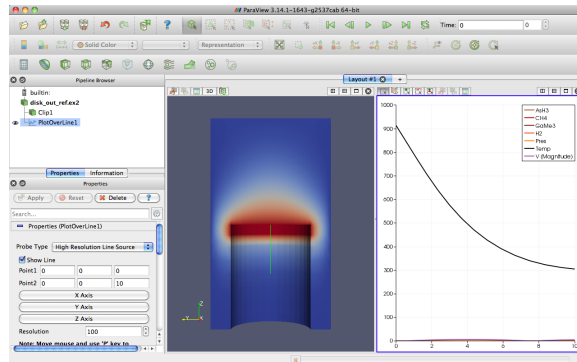 ParaView 3.14.1-1643-g2537cab 64-bit
Time: 0 0
Solid Color Representation
Pipeline Browser
builtin:
disk_out_ref.ex2
Clip1
PlotOverLine1
Properties Information
Properties
Apply Reset Delete ?
Search...
Properties (PlotOverLine1)
Probe Type High Resolution Line Source
Show Line
Point1 0 0 0
Point2 0 0 10
X Axis
Y Axis
Z Axis
Resolution 100
Note: Move mouse and use 'P' key to
Layout #1 +
3D
Z
Y X
1000
900
800
700
600
500
400
300
200
100
0
0 2 4 6 8 10
AsH3
CH4
GaMe3
H2
Pres
Temp
V (Magnitude)